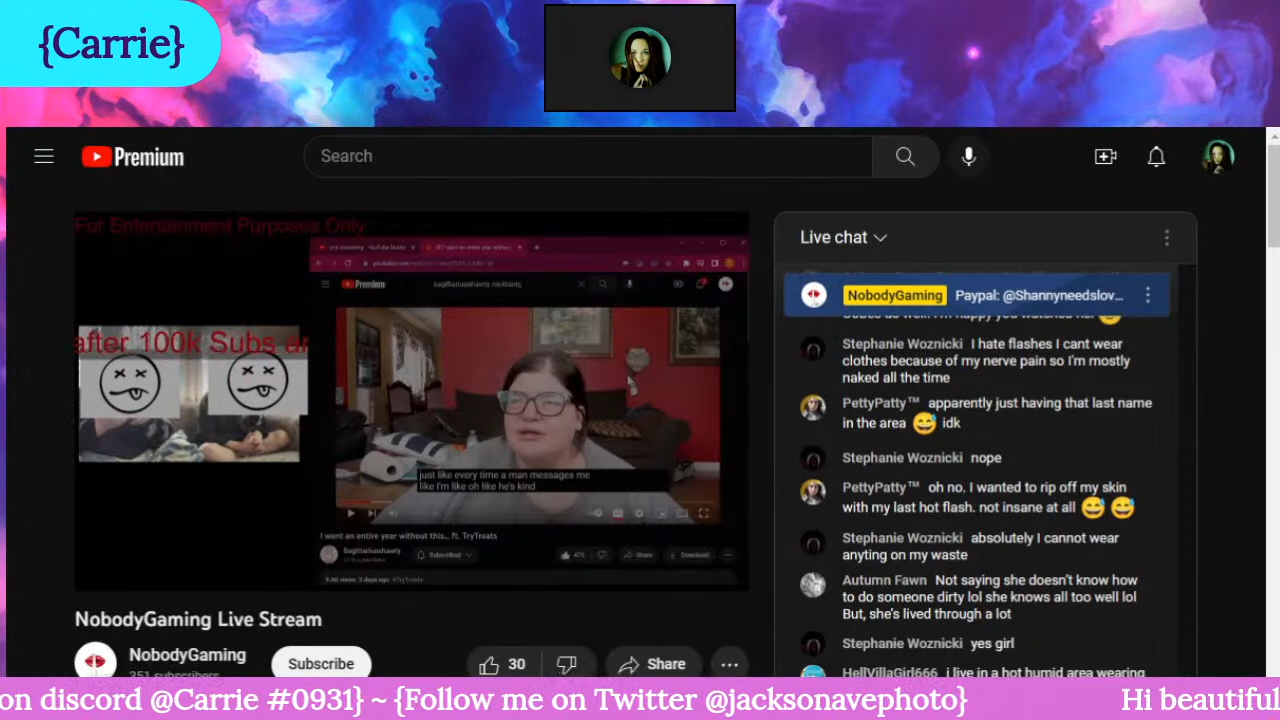 {Carrie}
Premium
Search
For Entertainment Purposes Only
Premium
after 100k Subs
just like every time a man messages me
like I'm like oh like he's kind
I went an entire year without this... ft. TryTreats
Subscribed
475
Share
Download
Live chat
NobodyGaming Paypal: @Shannyneedslov...
Stephanie Woznicki I hate flashes I cant wear
clothes because of my nerve pain so I'm mostly
naked all the time
PettyPatty™ apparently just having that last name
in the area 😅 idk
Stephanie Woznicki nope
PettyPatty™ oh no. I wanted to rip off my skin
with my last hot flash. not insane at all 😅 😅
Stephanie Woznicki absolutely I cannot wear
anyting on my waste
Autumn Fawn Not saying she doesn't know how
to do someone dirty lol she knows all too well lol
But, she's lived through a lot
Stephanie Woznicki yes girl
HellVillaGirl666 i live in a hot humid area wearing
NobodyGaming Live Stream
NobodyGaming
351 subscribers
Subscribe
30
Share
on discord @Carrie #0931} ~ {Follow me on Twitter @jacksonavephoto} Hi beautiful